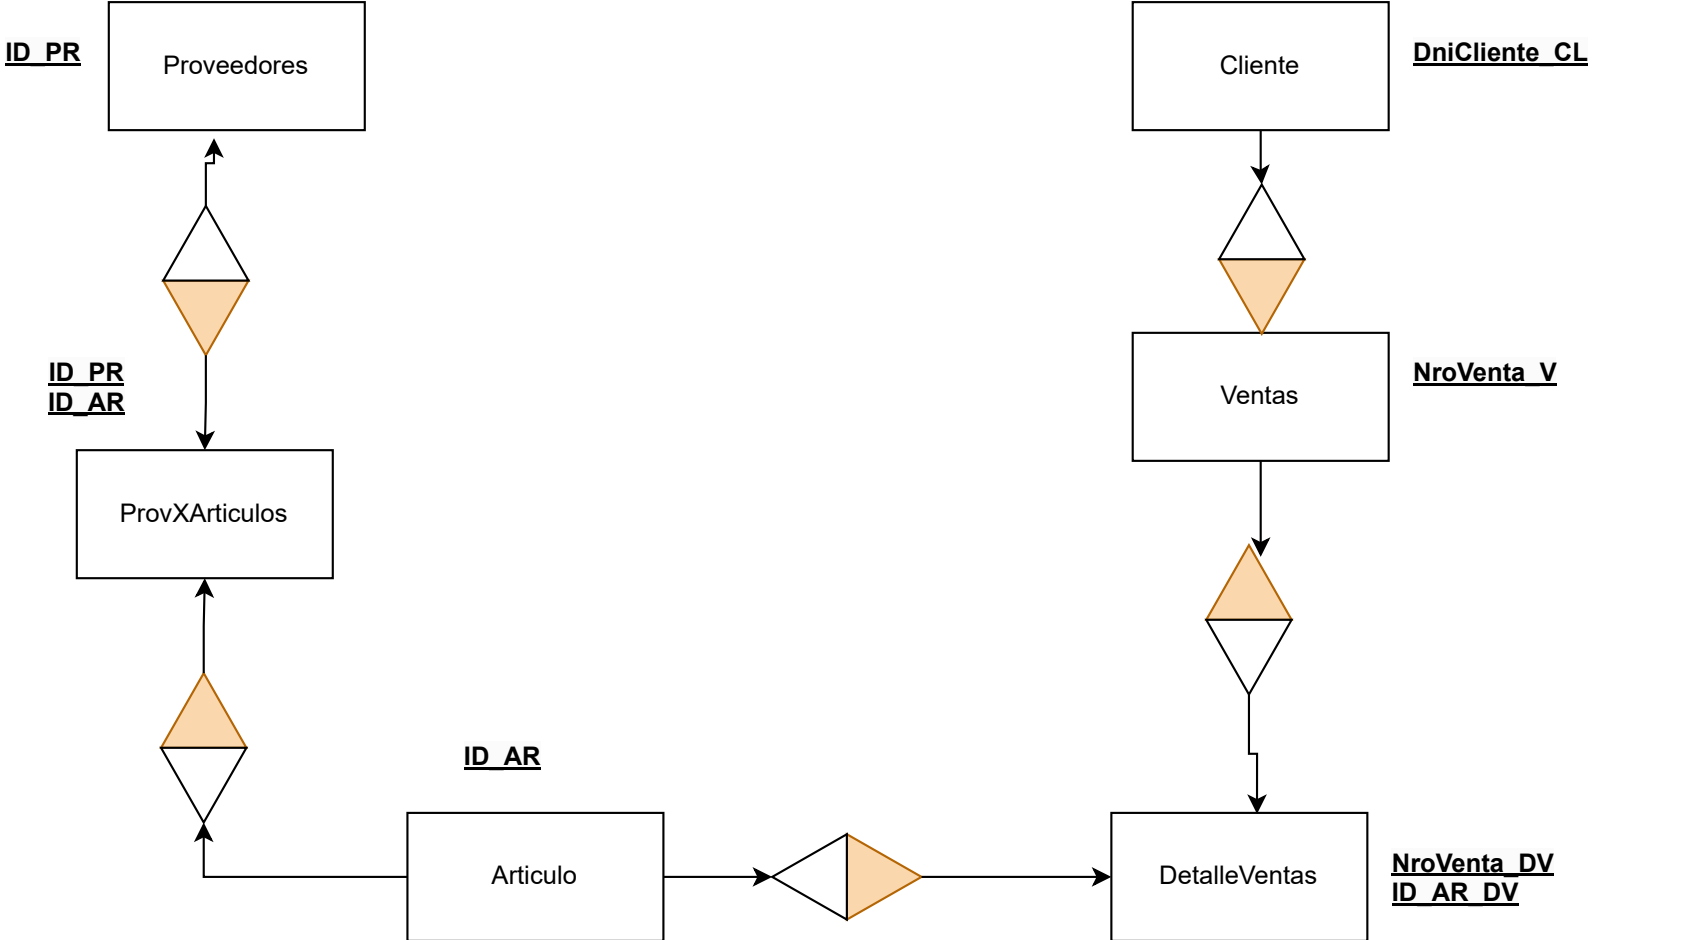 ID_PR
Proveedores
Cliente
DniCliente_CL
ID_PR
ID_AR
Ventas
NroVenta_V
ProvXArticulos
ID_AR
Articulo
DetalleVentas
NroVenta_DV
ID_AR_DV